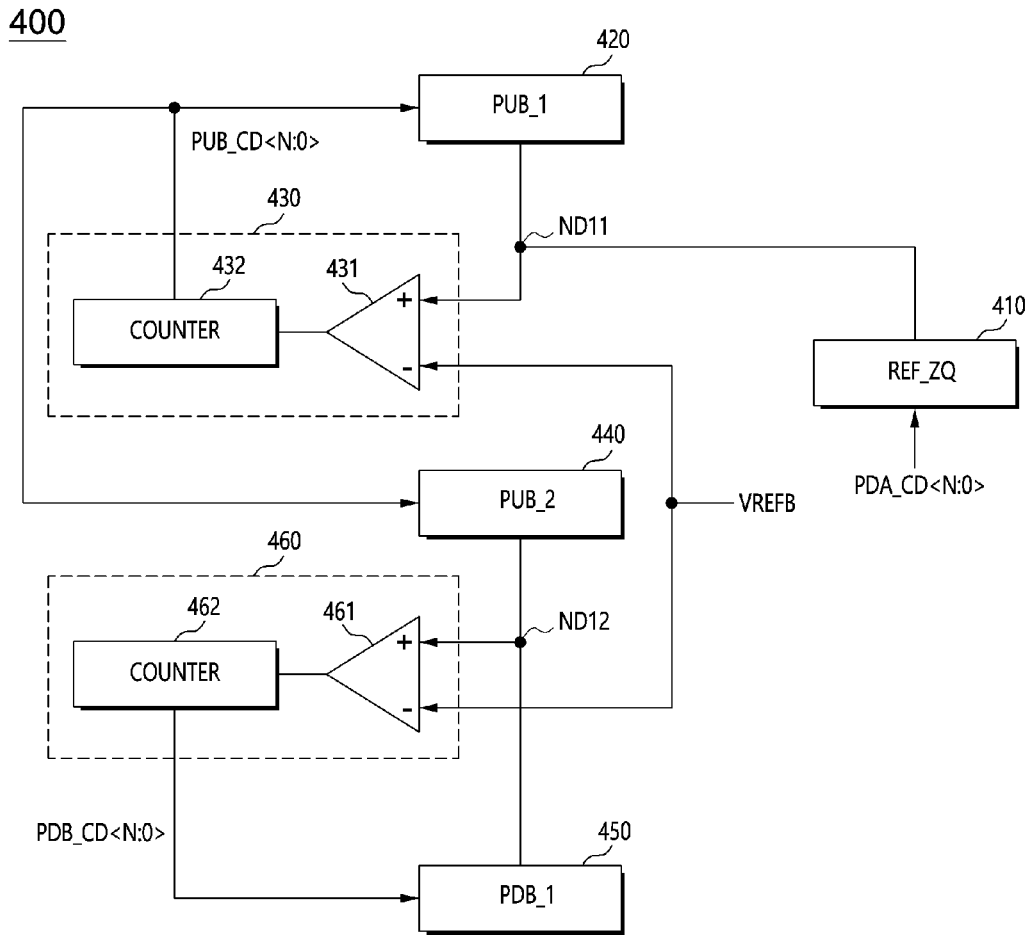 400
420
PUB_1
PUB_CD<N:0>
430
ND11
432
431
COUNTER
+
-
410
REF_ZQ
440
PUB_2
PDA_CD<N:0>
VREFB
460
462
461
ND12
COUNTER
+
-
PDB_CD<N:0>
450
PDB_1